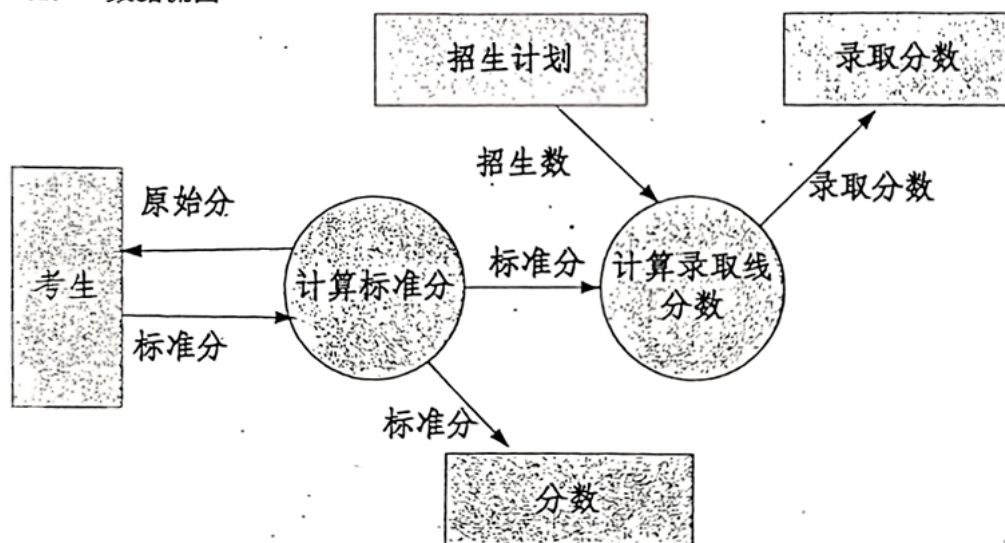 招生计划
录取分数
招生数
录取分数
原始分
考生
计算标准分
标准分
计算录取线
分数
标准分
标准分
分数